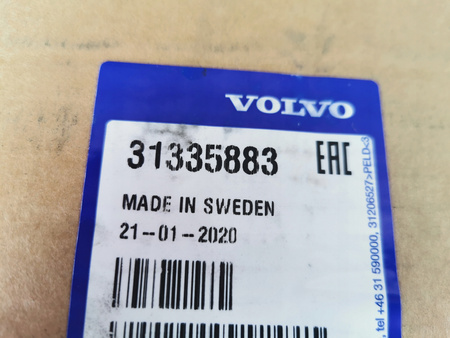 VOLVO
31335883
EAC
MADE IN SWEDEN
21--01--2020
, tel +46 31 590000, 31206527>PELD<3